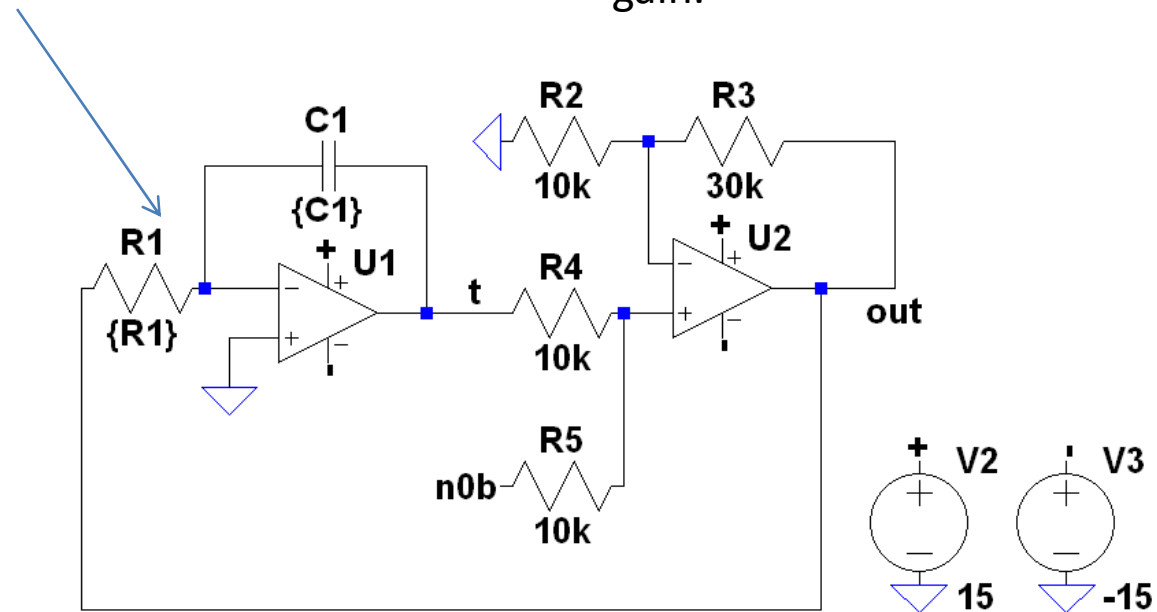 gain.
R2
R3
C1
10k
30k
{C1}
+
U2
R1
+
U1
R4
−
+
−
+
t
+
out
{R1}
+
−
10k
−
-
-
R5
+
V2
-
V3
n0b
+
+
10k
−
−
15
-15